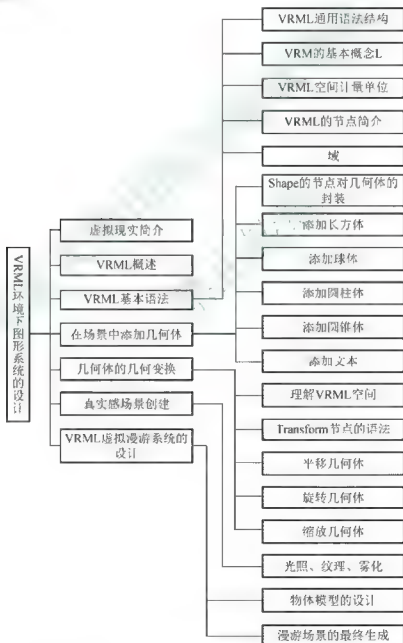 VRML环境下图形系统的设计
虚拟现实简介
VRML概述
VRML基本语法
在场景中添加几何体
几何体的几何变换
真实感场景创建
VRML虚拟漫游系统的
设计
VRML通用语法结构
VRM的基本概念L
VRML空间计量单位
VRML的节点简介
域
Shape的节点对几何体的
封装
添加长方体
添加球体
添加圆柱体
添加圆锥体
添加文本
理解VRML空间
Transform节点的语法
平移几何体
旋转几何体
缩放几何体
光照、纹理、雾化
物体模型的设计
漫游场景的最终生成